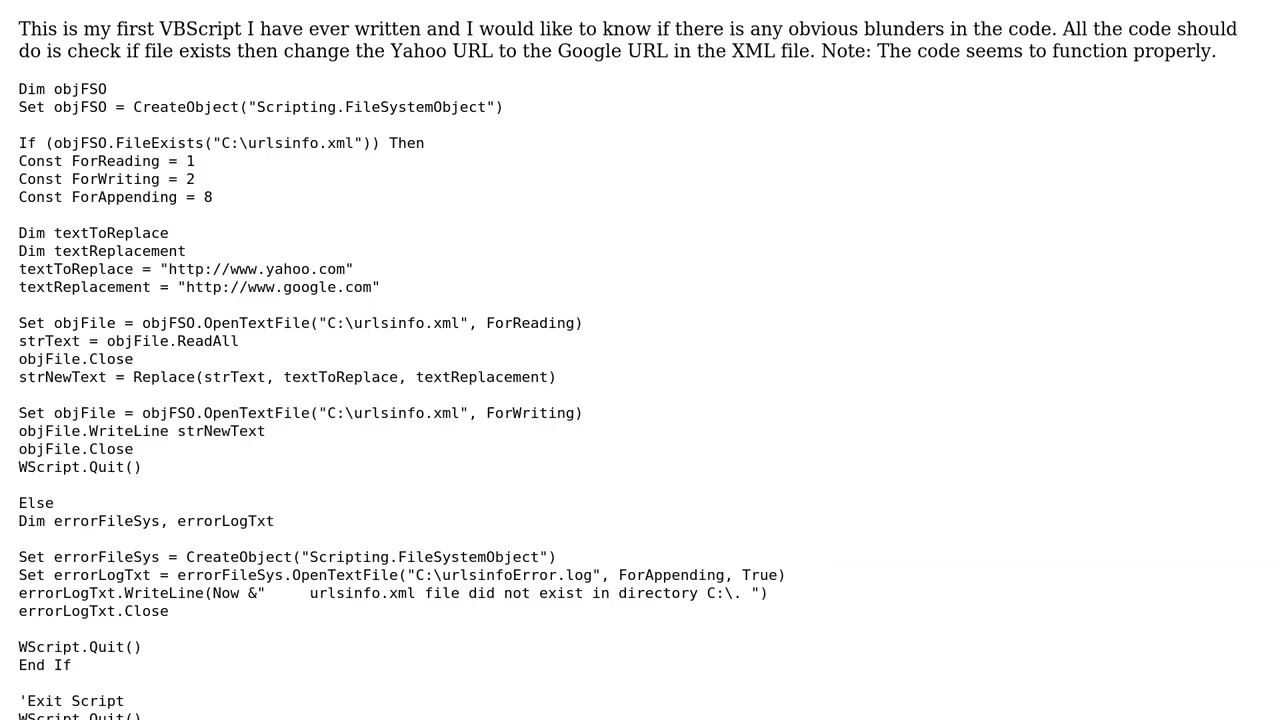 This is my first VBScript I have ever written and I would like to know if there is any obvious blunders in the code. All the code should
do is check if file exists then change the Yahoo URL to the Google URL in the XML file. Note: The code seems to function properly.
Dim objFSO
Set objFSO = CreateObject("Scripting.FileSystemObject")
If (objFSO.FileExists("C:\urlsinfo.xml")) Then
Const ForReading = 1
Const ForWriting = 2
Const ForAppending = 8
Dim textToReplace
Dim textReplacement
textToReplace = "http://www.yahoo.com"
textReplacement = "http://www.google.com"
Set objFile = objFSO.OpenTextFile("C:\urlsinfo.xml", ForReading)
strText = objFile.ReadAll
objFile.Close
strNewText = Replace(strText, textToReplace, textReplacement)
Set objFile = objFSO.OpenTextFile("C:\urlsinfo.xml", ForWriting)
objFile.WriteLine strNewText
objFile.Close
WScript.Quit()
Else
Dim errorFileSys, errorLogTxt
Set errorFileSys = CreateObject("Scripting.FileSystemObject")
Set errorLogTxt = errorFileSys.OpenTextFile("C:\urlsinfoError.log", ForAppending, True)
errorLogTxt.WriteLine(Now &"     urlsinfo.xml file did not exist in directory C:\. ")
errorLogTxt.Close
WScript.Quit()
End If
'Exit Script
WScript.Quit()